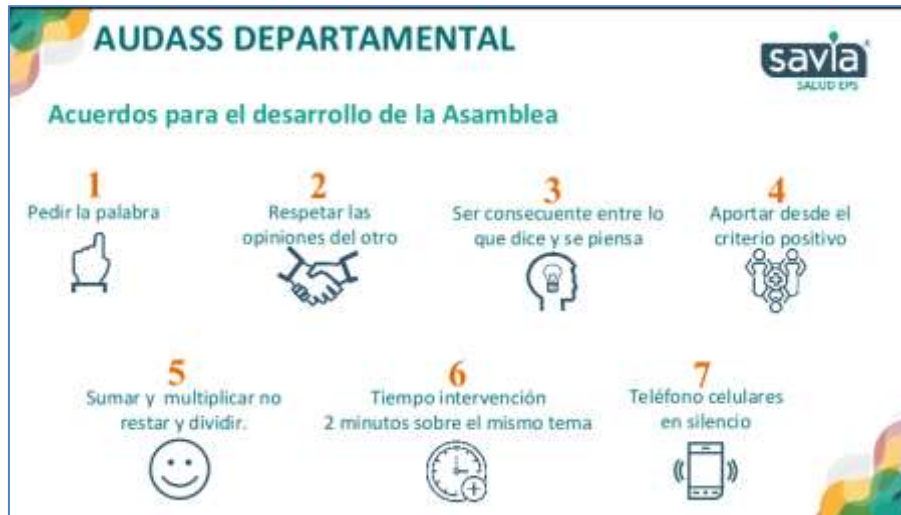 AUDASS DEPARTAMENTAL
savia
SALUD EPS
Acuerdos para el desarrollo de la Asamblea
1
Pedir la palabra
2
Respetar las
opiniones del otro
3
Ser consecuente entre lo
que dice y se piensa
4
Aportar desde el
criterio positivo
5
Sumar y multiplicar no
restar y dividir.
6
Tiempo intervención
2 minutos sobre el mismo tema
7
Teléfono celulares
en silencio